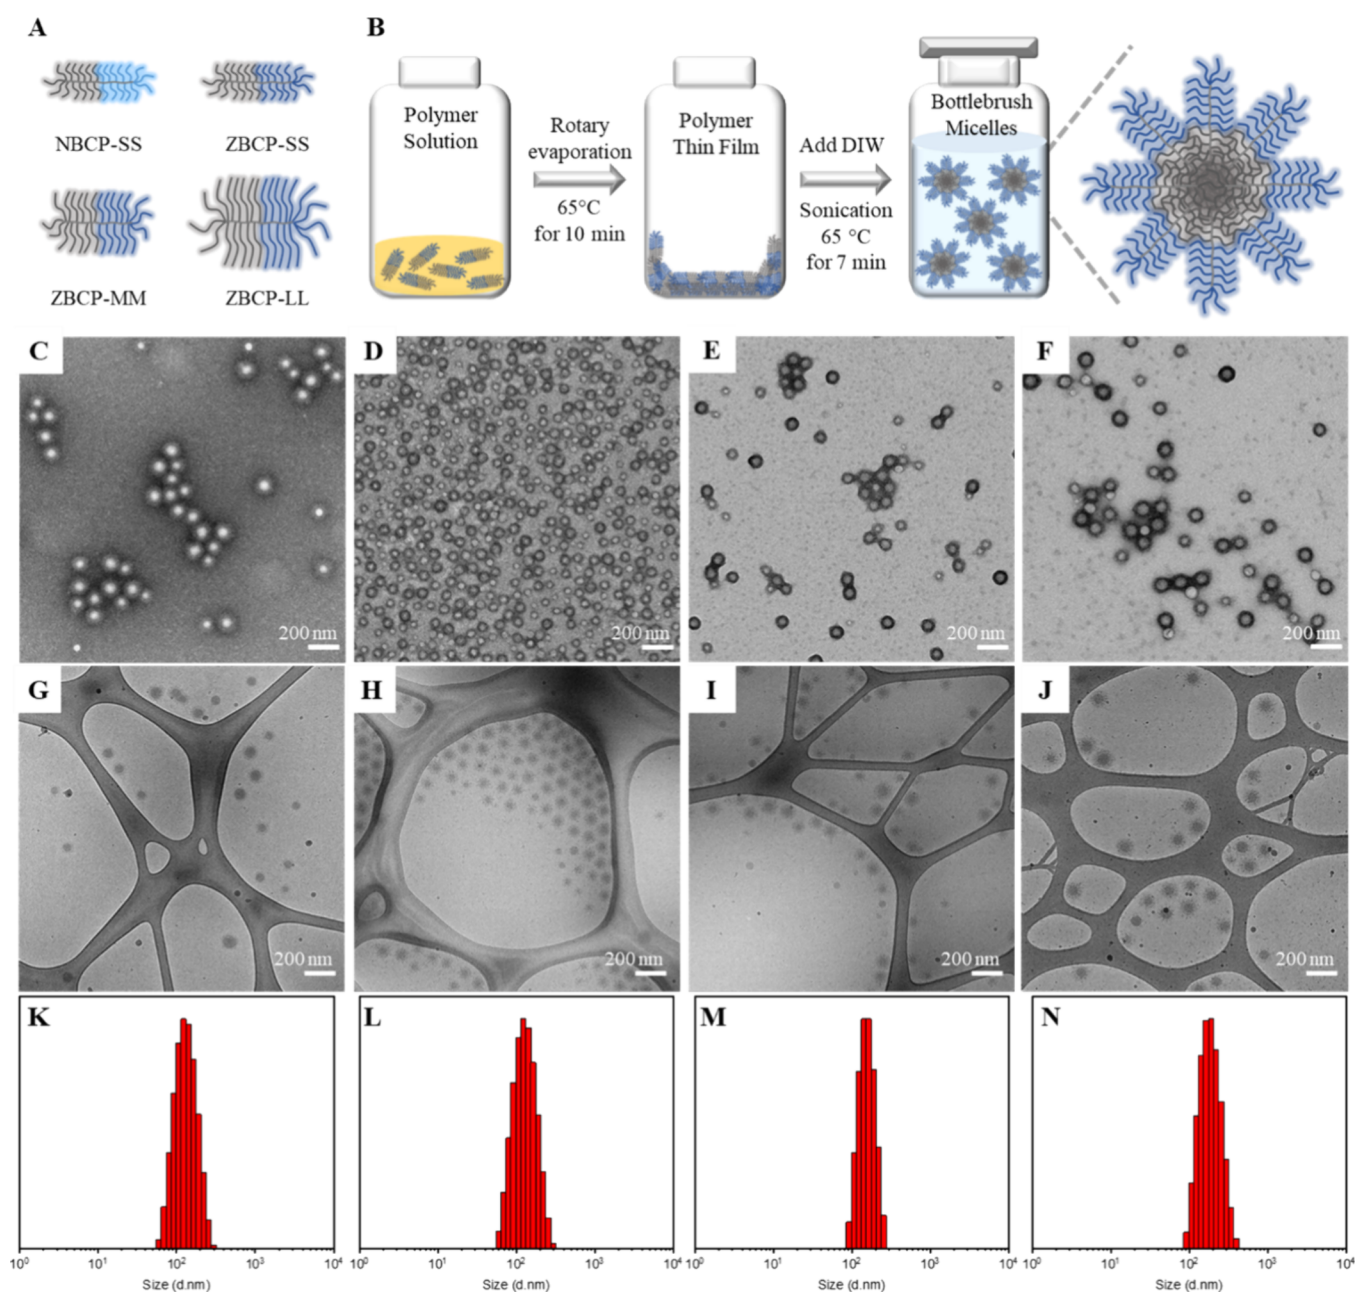 A
B
NBCP-SS
ZBCP-SS
ZBCP-MM
ZBCP-LL
Polymer
Solution
Rotary
evaporation
65°C
for 10 min
Polymer
Thin Film
Add DIW
Sonication
65 °C
for 7 min
Bottlebrush
Micelles
C
200 nm
D
200 nm
E
200 nm
F
200 nm
G
200 nm
H
200 nm
I
200 nm
J
200 nm
K
10⁰ 10¹ 10² 10³ 10⁴
Size (d.nm)
L
10⁰ 10¹ 10² 10³ 10⁴
Size (d.nm)
M
10⁰ 10¹ 10² 10³ 10⁴
Size (d.nm)
N
10⁰ 10¹ 10² 10³ 10⁴
Size (d.nm)